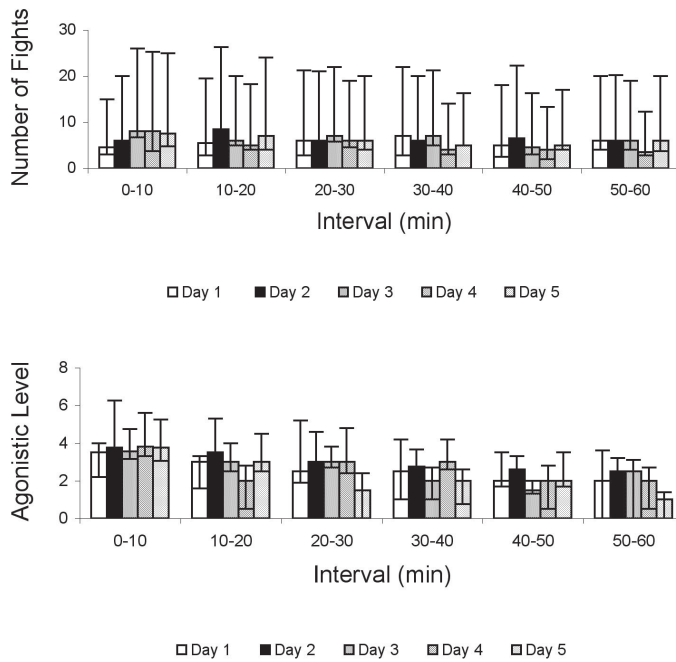 Number of Fights
30
20
10
0
0-10 10-20 20-30 30-40 40-50 50-60
Interval (min)
Day 1 Day 2 Day 3 Day 4 Day 5
Agonistic Level
8
6
4
2
0
0-10 10-20 20-30 30-40 40-50 50-60
Interval (min)
Day 1 Day 2 Day 3 Day 4 Day 5